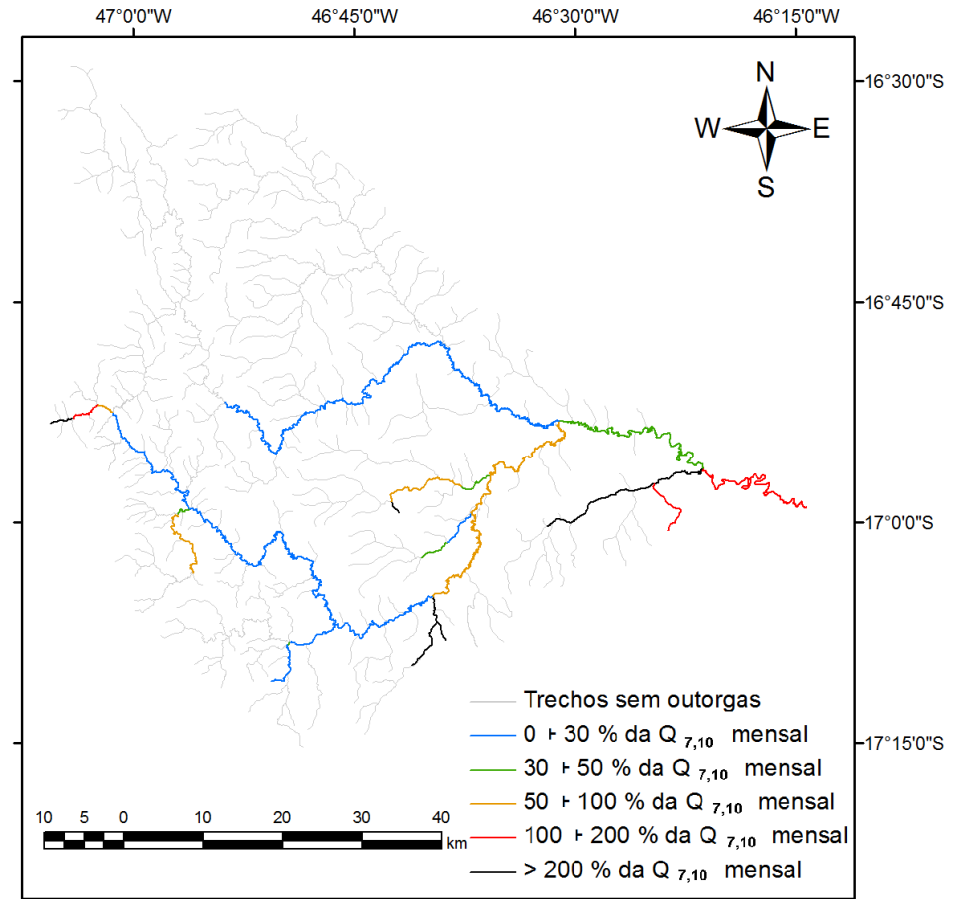 47°0'0"W 46°45'0"W 46°30'0"W 46°15'0"W
16°30'0"S
N
W E
S
16°45'0"S
17°0'0"S
Trechos sem outorgas
0 ⊦ 30 % da Q 7,10 mensal
17°15'0"S
30 ⊦ 50 % da Q 7,10 mensal
50 ⊦ 100 % da Q 7,10 mensal
100 ⊦ 200 % da Q 7,10 mensal
> 200 % da Q 7,10 mensal
10 5 0 10 20 30 40
km